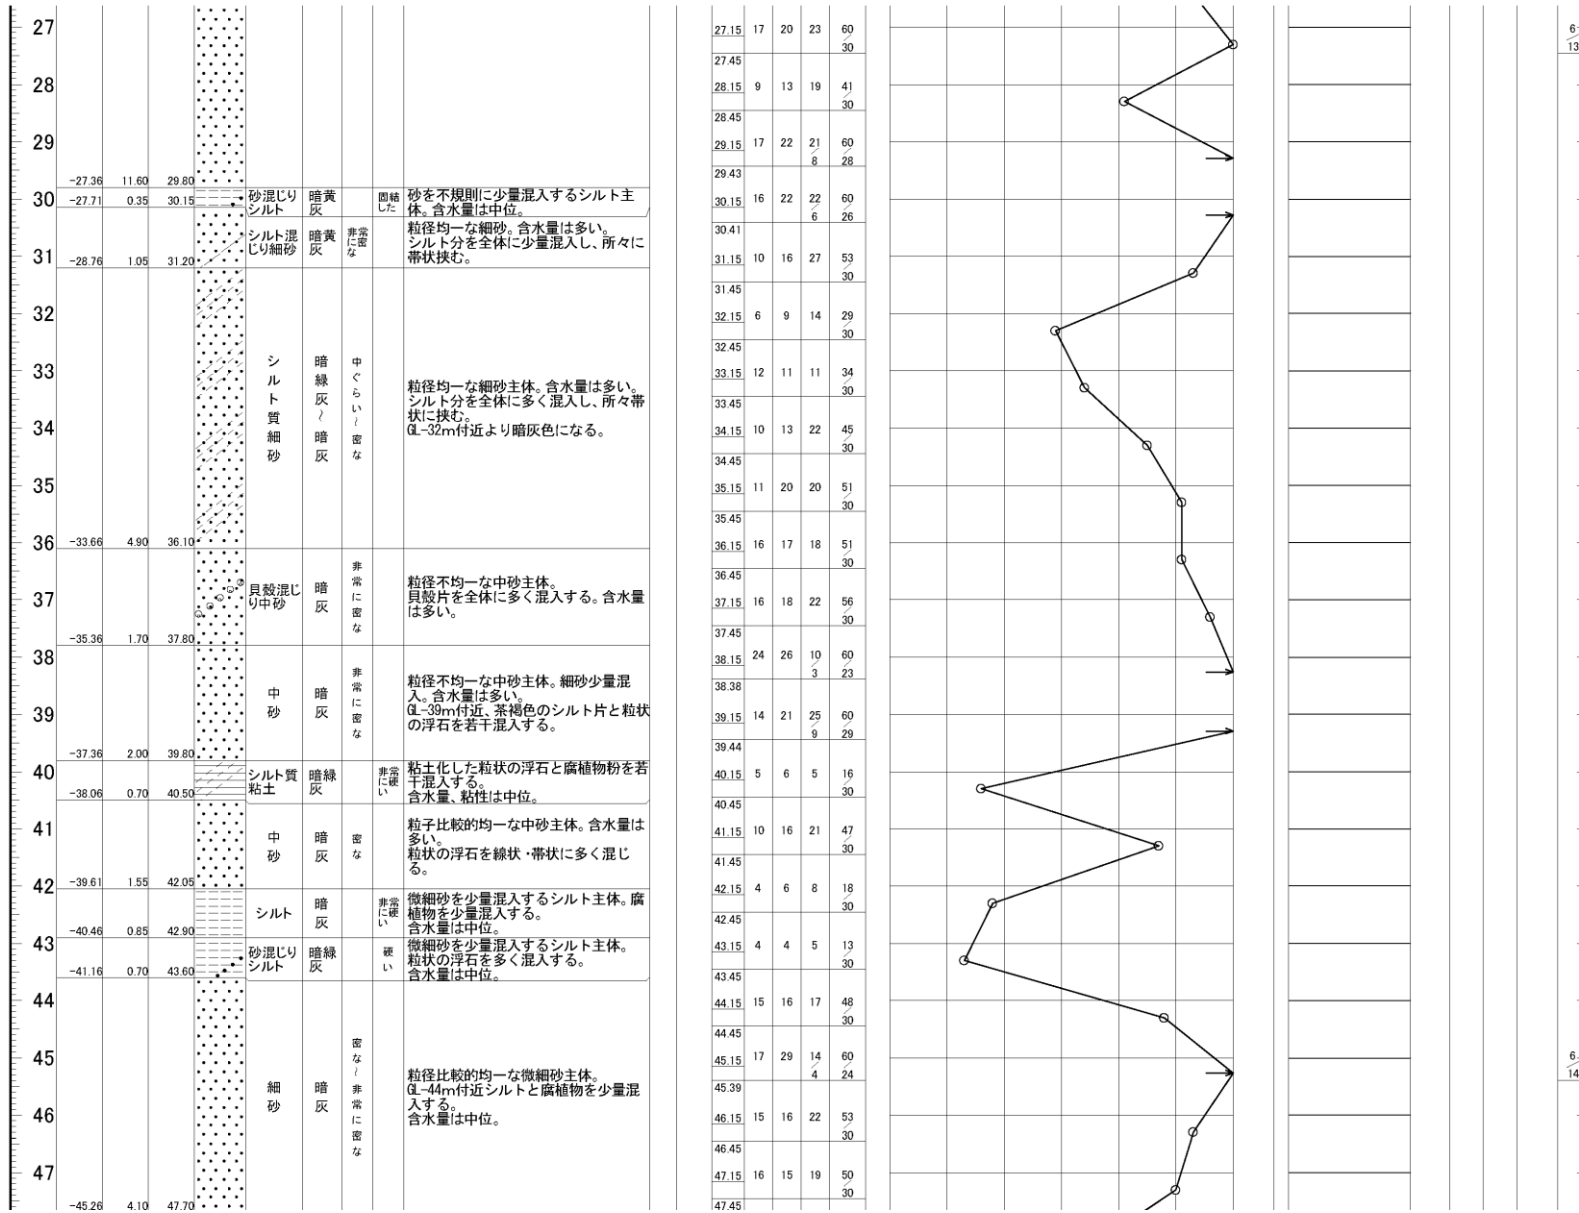 27
28
29
30
31
32
33
34
35
36
37
38
39
40
41
42
43
44
45
46
47
-27.36 11.60 29.80
-27.71 0.35 30.15
砂混じり
シルト
暗黄
灰
固結
した
砂を不規則に少量混入するシルト主
体。含水量は中位。
-28.76 1.05 31.20
シルト混
じり細砂
暗黄
灰
非常
に密
な
粒径均一な細砂。含水量は多い。
シルト分を全体に少量混入し、所々に
帯状挟む。
-33.66 4.90 36.10
シルト質細砂
暗緑灰~暗灰
中ぐらい~密な
粒径均一な細砂主体。含水量は多い。
シルト分を全体に多く混入し、所々帯
状に挟む。
GL-32m付近より暗灰色になる。
-35.36 1.70 37.80
貝殻混じ
り中砂
暗灰
非常に密な
粒径不均一な中砂主体。
貝殻片を全体に多く混入する。含水量
は多い。
-37.36 2.00 39.80
中砂
暗灰
非常に密な
粒径不均一な中砂主体。細砂少量混
入。含水量は多い。
GL-39m付近、茶褐色のシルト片と粒状
の浮石を若干混入する。
-38.06 0.70 40.50
シルト質
粘土
暗緑
灰
非常
に硬
い
粘土化した粒状の浮石と腐植物粉を若
干混入する。
含水量、粘性は中位。
-39.61 1.55 42.05
中砂
暗灰
密な
粒子比較的均一な中砂主体。含水量は
多い。
粒状の浮石を線状・帯状に多く混じ
る。
-40.46 0.85 42.90
シルト
暗灰
非常
に硬
い
微細砂を少量混入するシルト主体。腐
植物を少量混入する。
含水量は中位。
-41.16 0.70 43.60
砂混じり
シルト
暗緑
灰
硬い
微細砂を少量混入するシルト主体。
粒状の浮石を多く混入する。
含水量は中位。
-45.26 4.10 47.70
細砂
暗灰
密な~非常に密な
粒径比較的均一な微細砂主体。
GL-44m付近シルトと腐植物を少量混
入する。
含水量は中位。
27.15 17 20 23 60/30
27.45
28.15 9 13 19 41/30
28.45
29.15 17 22 21/8 60/28
29.43
30.15 16 22 22/6 60/26
30.41
31.15 10 16 27 53/30
31.45
32.15 6 9 14 29/30
32.45
33.15 12 11 11 34/30
33.45
34.15 10 13 22 45/30
34.45
35.15 11 20 20 51/30
35.45
36.15 16 17 18 51/30
36.45
37.15 16 18 22 56/30
37.45
38.15 24 26 10/3 60/23
38.38
39.15 14 21 25/9 60/29
39.44
40.15 5 6 5 16/30
40.45
41.15 10 16 21 47/30
41.45
42.15 4 6 8 18/30
42.45
43.15 4 4 5 13/30
43.45
44.15 15 16 17 48/30
44.45
45.15 17 29 14/4 60/24
45.39
46.15 15 16 22 53/30
46.45
47.15 16 15 19 50/30
47.45
6
13
6
14